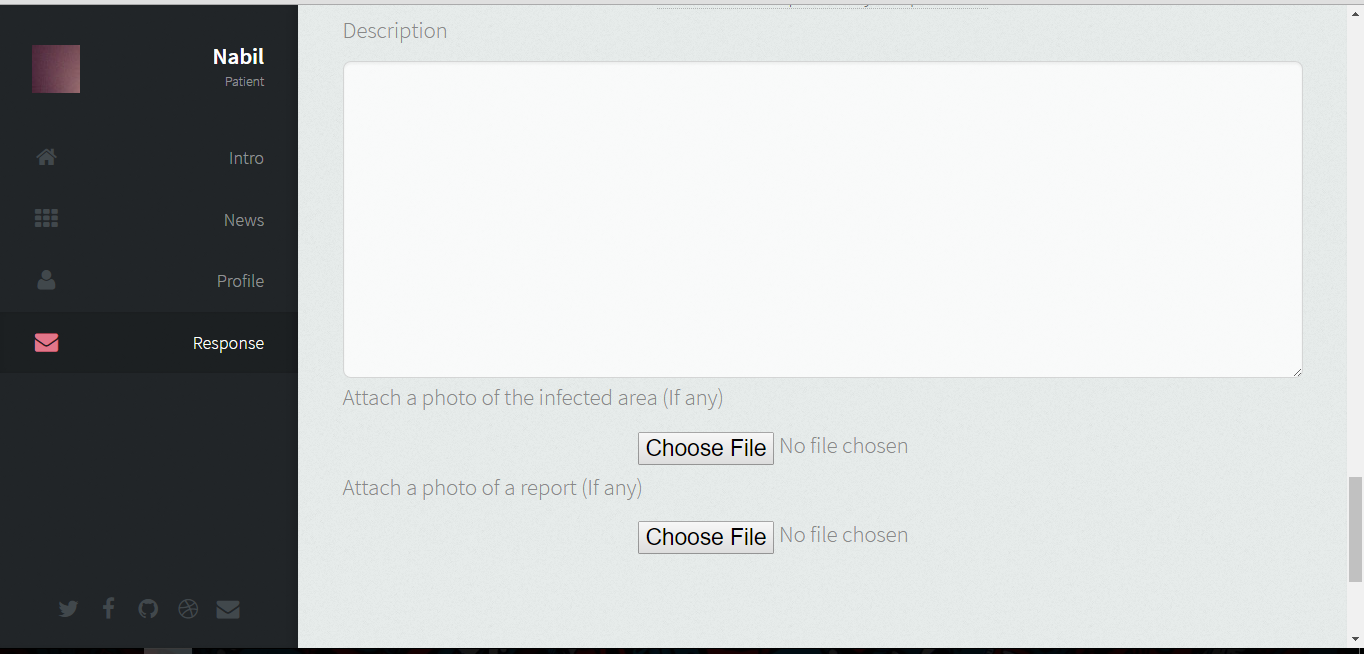 Nabil
Patient
Intro
News
Profile
Response
Description
Attach a photo of the infected area (If any)
Choose File No file chosen
Attach a photo of a report (If any)
Choose File No file chosen